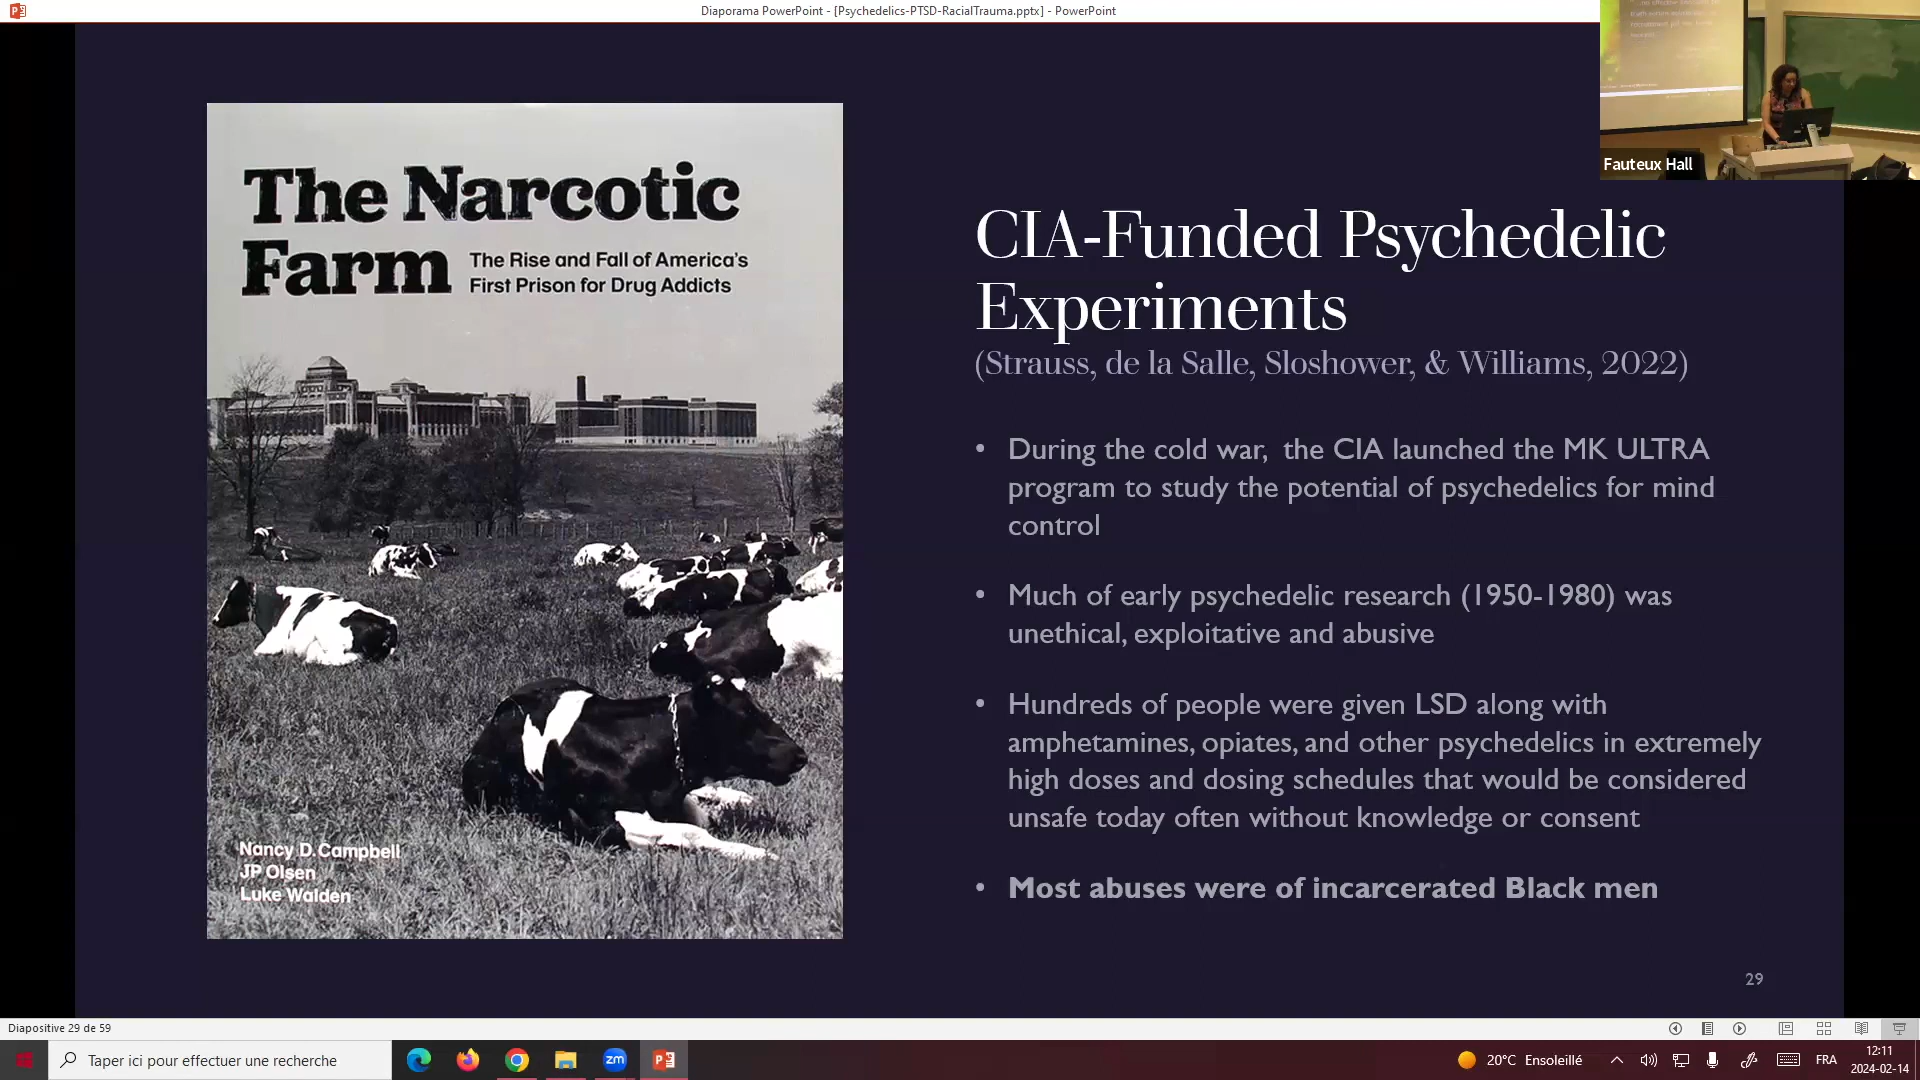 Diaporama PowerPoint - [Psychedelics-PTSD-RacialTrauma.pptx] - PowerPoint
Fauteux Hall
The Narcotic
Farm
The Rise and Fall of America's
First Prison for Drug Addicts
Nancy D. Campbell
JP Olsen
Luke Walden
CIA-Funded Psychedelic
Experiments
(Strauss, de la Salle, Sloshower, & Williams, 2022)
• During the cold war,  the CIA launched the MK ULTRA
program to study the potential of psychedelics for mind
control
• Much of early psychedelic research (1950-1980) was
unethical, exploitative and abusive
• Hundreds of people were given LSD along with
amphetamines, opiates, and other psychedelics in extremely
high doses and dosing schedules that would be considered
unsafe today often without knowledge or consent
• Most abuses were of incarcerated Black men
29
Diapositive 29 de 59
Taper ici pour effectuer une recherche
zm
20°C Ensoleillé
FRA
12:11
2024-02-14